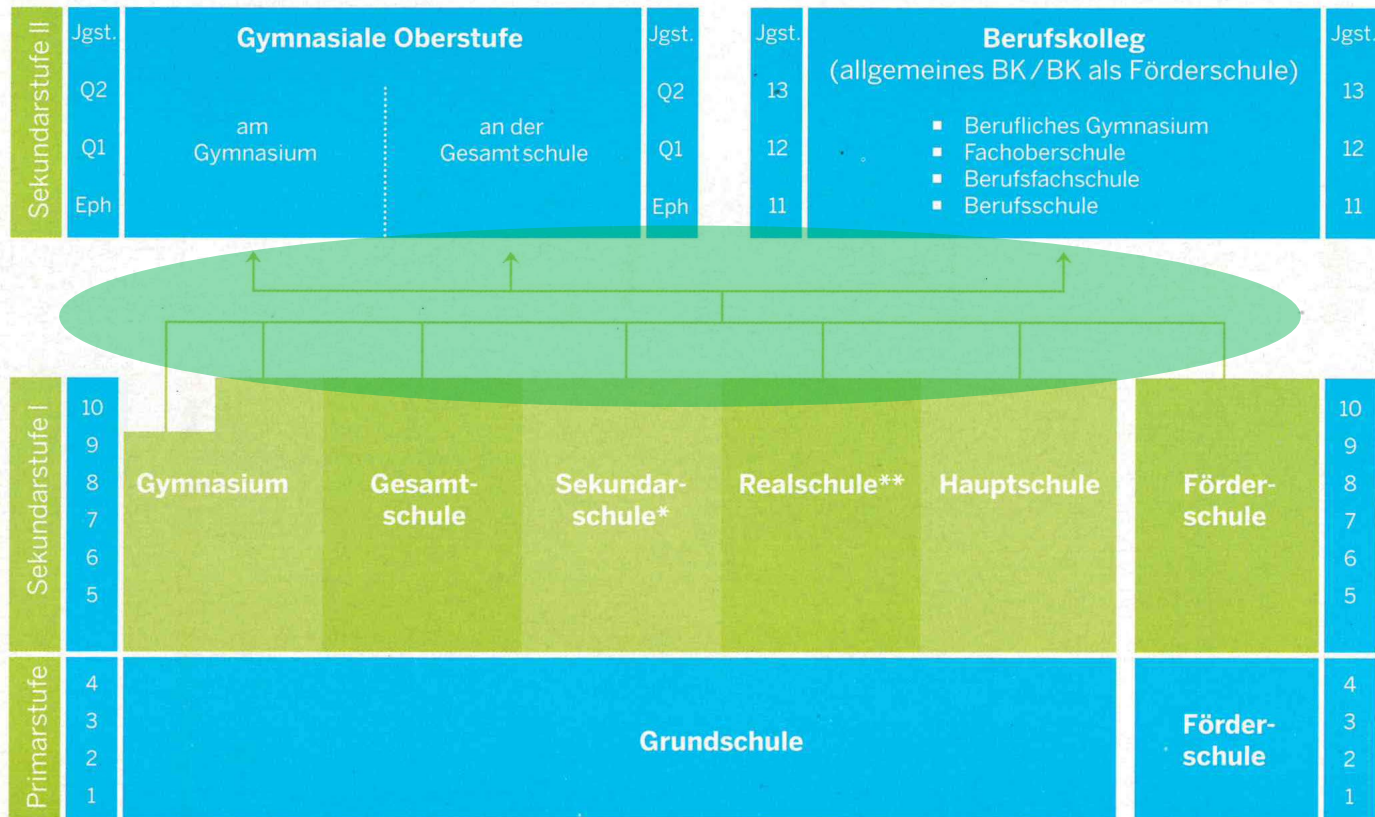 Sekundarstufe II
Jgst.
Q2
Q1
Eph
Gymnasiale Oberstufe
am
Gymnasium
an der
Gesamtschule
Jgst.
Q2
Q1
Eph
Jgst.
13
12
11
Berufskolleg
(allgemeines BK/BK als Förderschule)
▪ Berufliches Gymnasium
▪ Fachoberschule
▪ Berufsfachschule
▪ Berufsschule
Jgst.
13
12
11
Sekundarstufe I
10
9
8
7
6
5
Gymnasium
Gesamt-
schule
Sekundar-
schule*
Realschule**
Hauptschule
Förder-
schule
10
9
8
7
6
5
Primarstufe
4
3
2
1
Grundschule
Förder-
schule
4
3
2
1